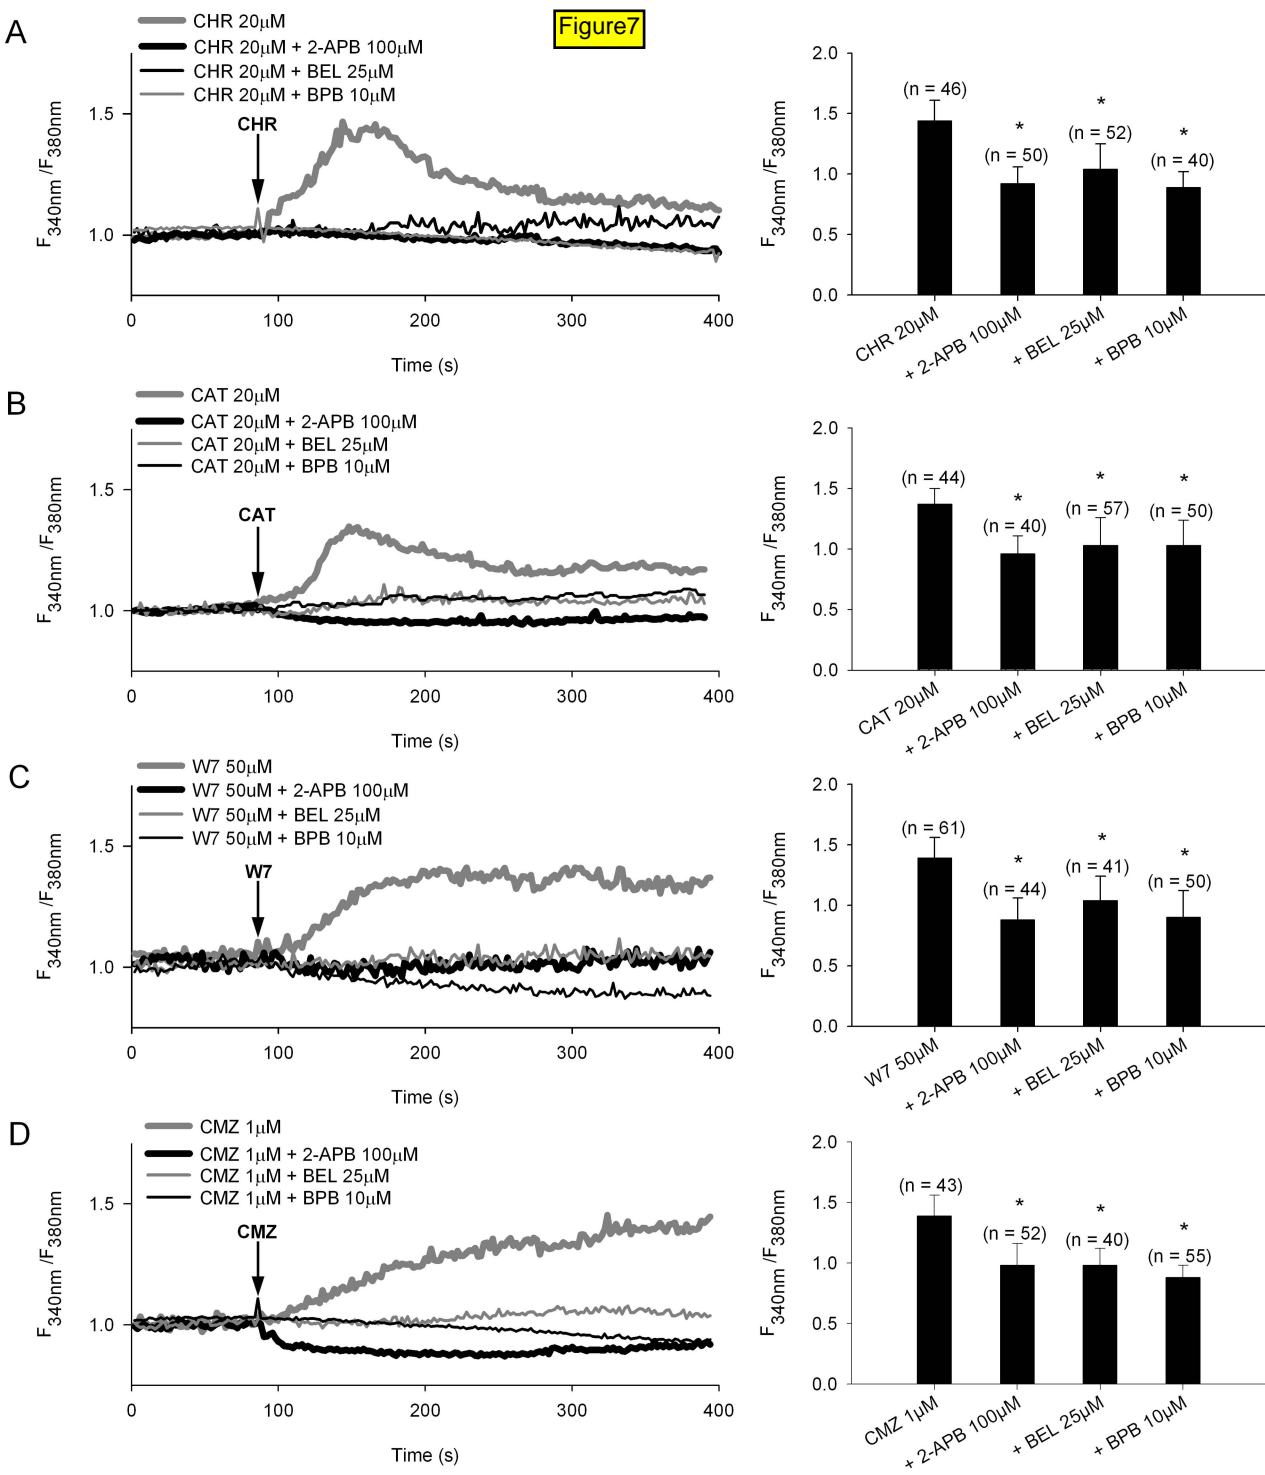 Figure7
A
CHR 20μM
CHR 20μM + 2-APB 100μM
CHR 20μM + BEL 25μM
CHR 20μM + BPB 10μM
CHR
F340nm /F380nm
1.5
1.0
0 100 200 300 400
Time (s)
F340nm /F380nm
2.0
1.5
1.0
0.5
0.0
(n = 46)
* (n = 50)
* (n = 52)
* (n = 40)
CHR 20μM
+ 2-APB 100μM
+ BEL 25μM
+ BPB 10μM
B
CAT 20μM
CAT 20μM + 2-APB 100μM
CAT 20μM + BEL 25μM
CAT 20μM + BPB 10μM
CAT
F340nm /F380nm
1.5
1.0
0 100 200 300 400
Time (s)
F340nm /F380nm
2.0
1.5
1.0
0.5
0.0
(n = 44)
* (n = 40)
* (n = 57)
* (n = 50)
CAT 20μM
+ 2-APB 100μM
+ BEL 25μM
+ BPB 10μM
C
W7 50μM
W7 50uM + 2-APB 100μM
W7 50μM + BEL 25μM
W7 50μM + BPB 10μM
W7
F340nm /F380nm
1.5
1.0
0 100 200 300 400
Time (s)
F340nm /F380nm
2.0
1.5
1.0
0.5
0.0
(n = 61)
* (n = 44)
* (n = 41)
* (n = 50)
W7 50μM
+ 2-APB 100μM
+ BEL 25μM
+ BPB 10μM
D
CMZ 1μM
CMZ 1μM + 2-APB 100μM
CMZ 1μM + BEL 25μM
CMZ 1μM + BPB 10μM
CMZ
F340nm /F380nm
1.5
1.0
0 100 200 300 400
Time (s)
F340nm /F380nm
2.0
1.5
1.0
0.5
0.0
(n = 43)
* (n = 52)
* (n = 40)
* (n = 55)
CMZ 1μM
+ 2-APB 100μM
+ BEL 25μM
+ BPB 10μM